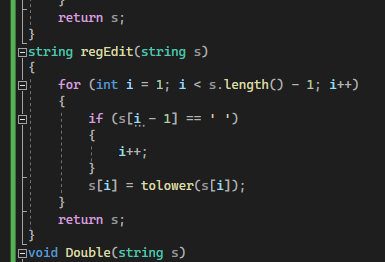 }
return s;
}
string regEdit(string s)
{
for (int i = 1; i < s.length() - 1; i++)
{
if (s[i - 1] == ' ')
{
i++;
}
s[i] = tolower(s[i]);
}
return s;
}
void Double(string s)